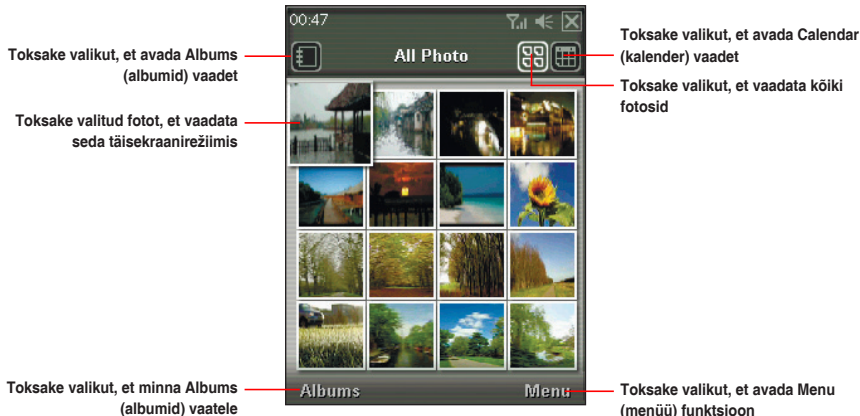 00:47
All Photo
Toksake valikut, et avada Albums
(albumid) vaadet
Toksake valitud fotot, et vaadata
seda täisekraanirežiimis
Toksake valikut, et avada Calendar
(kalender) vaadet
Toksake valikut, et vaadata kõiki
fotosid
Albums
Menu
Toksake valikut, et minna Albums
(albumid) vaatele
Toksake valikut, et avada Menu
(menüü) funktsioon